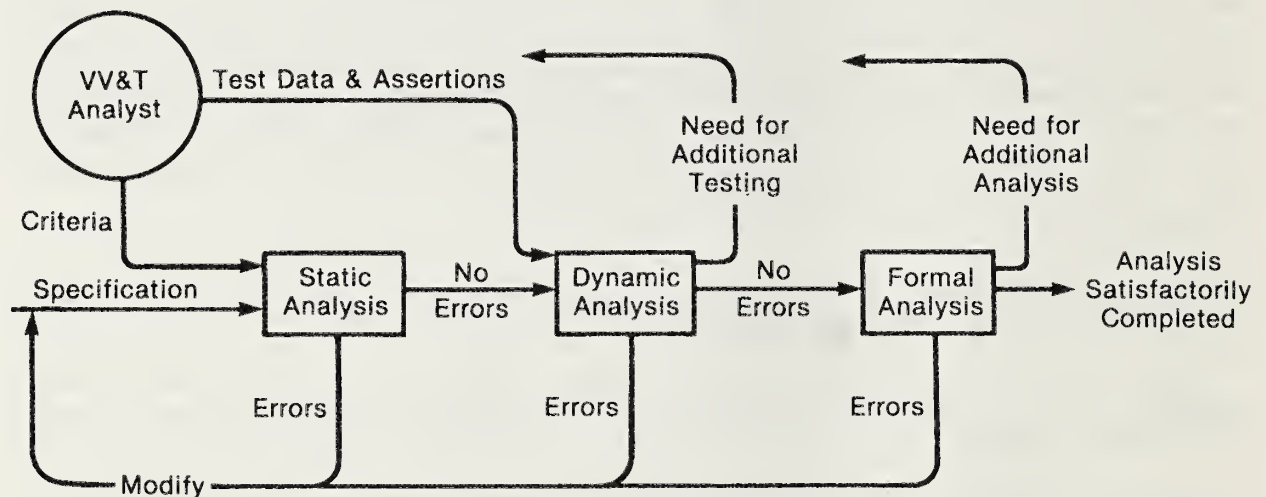 VV&T
Analyst
Test Data & Assertions
Need for
Additional
Testing
Need for
Additional
Analysis
Criteria
Specification
Static
Analysis
No
Errors
Dynamic
Analysis
No
Errors
Formal
Analysis
Analysis
Satisfactorily
Completed
Errors
Errors
Errors
Modify